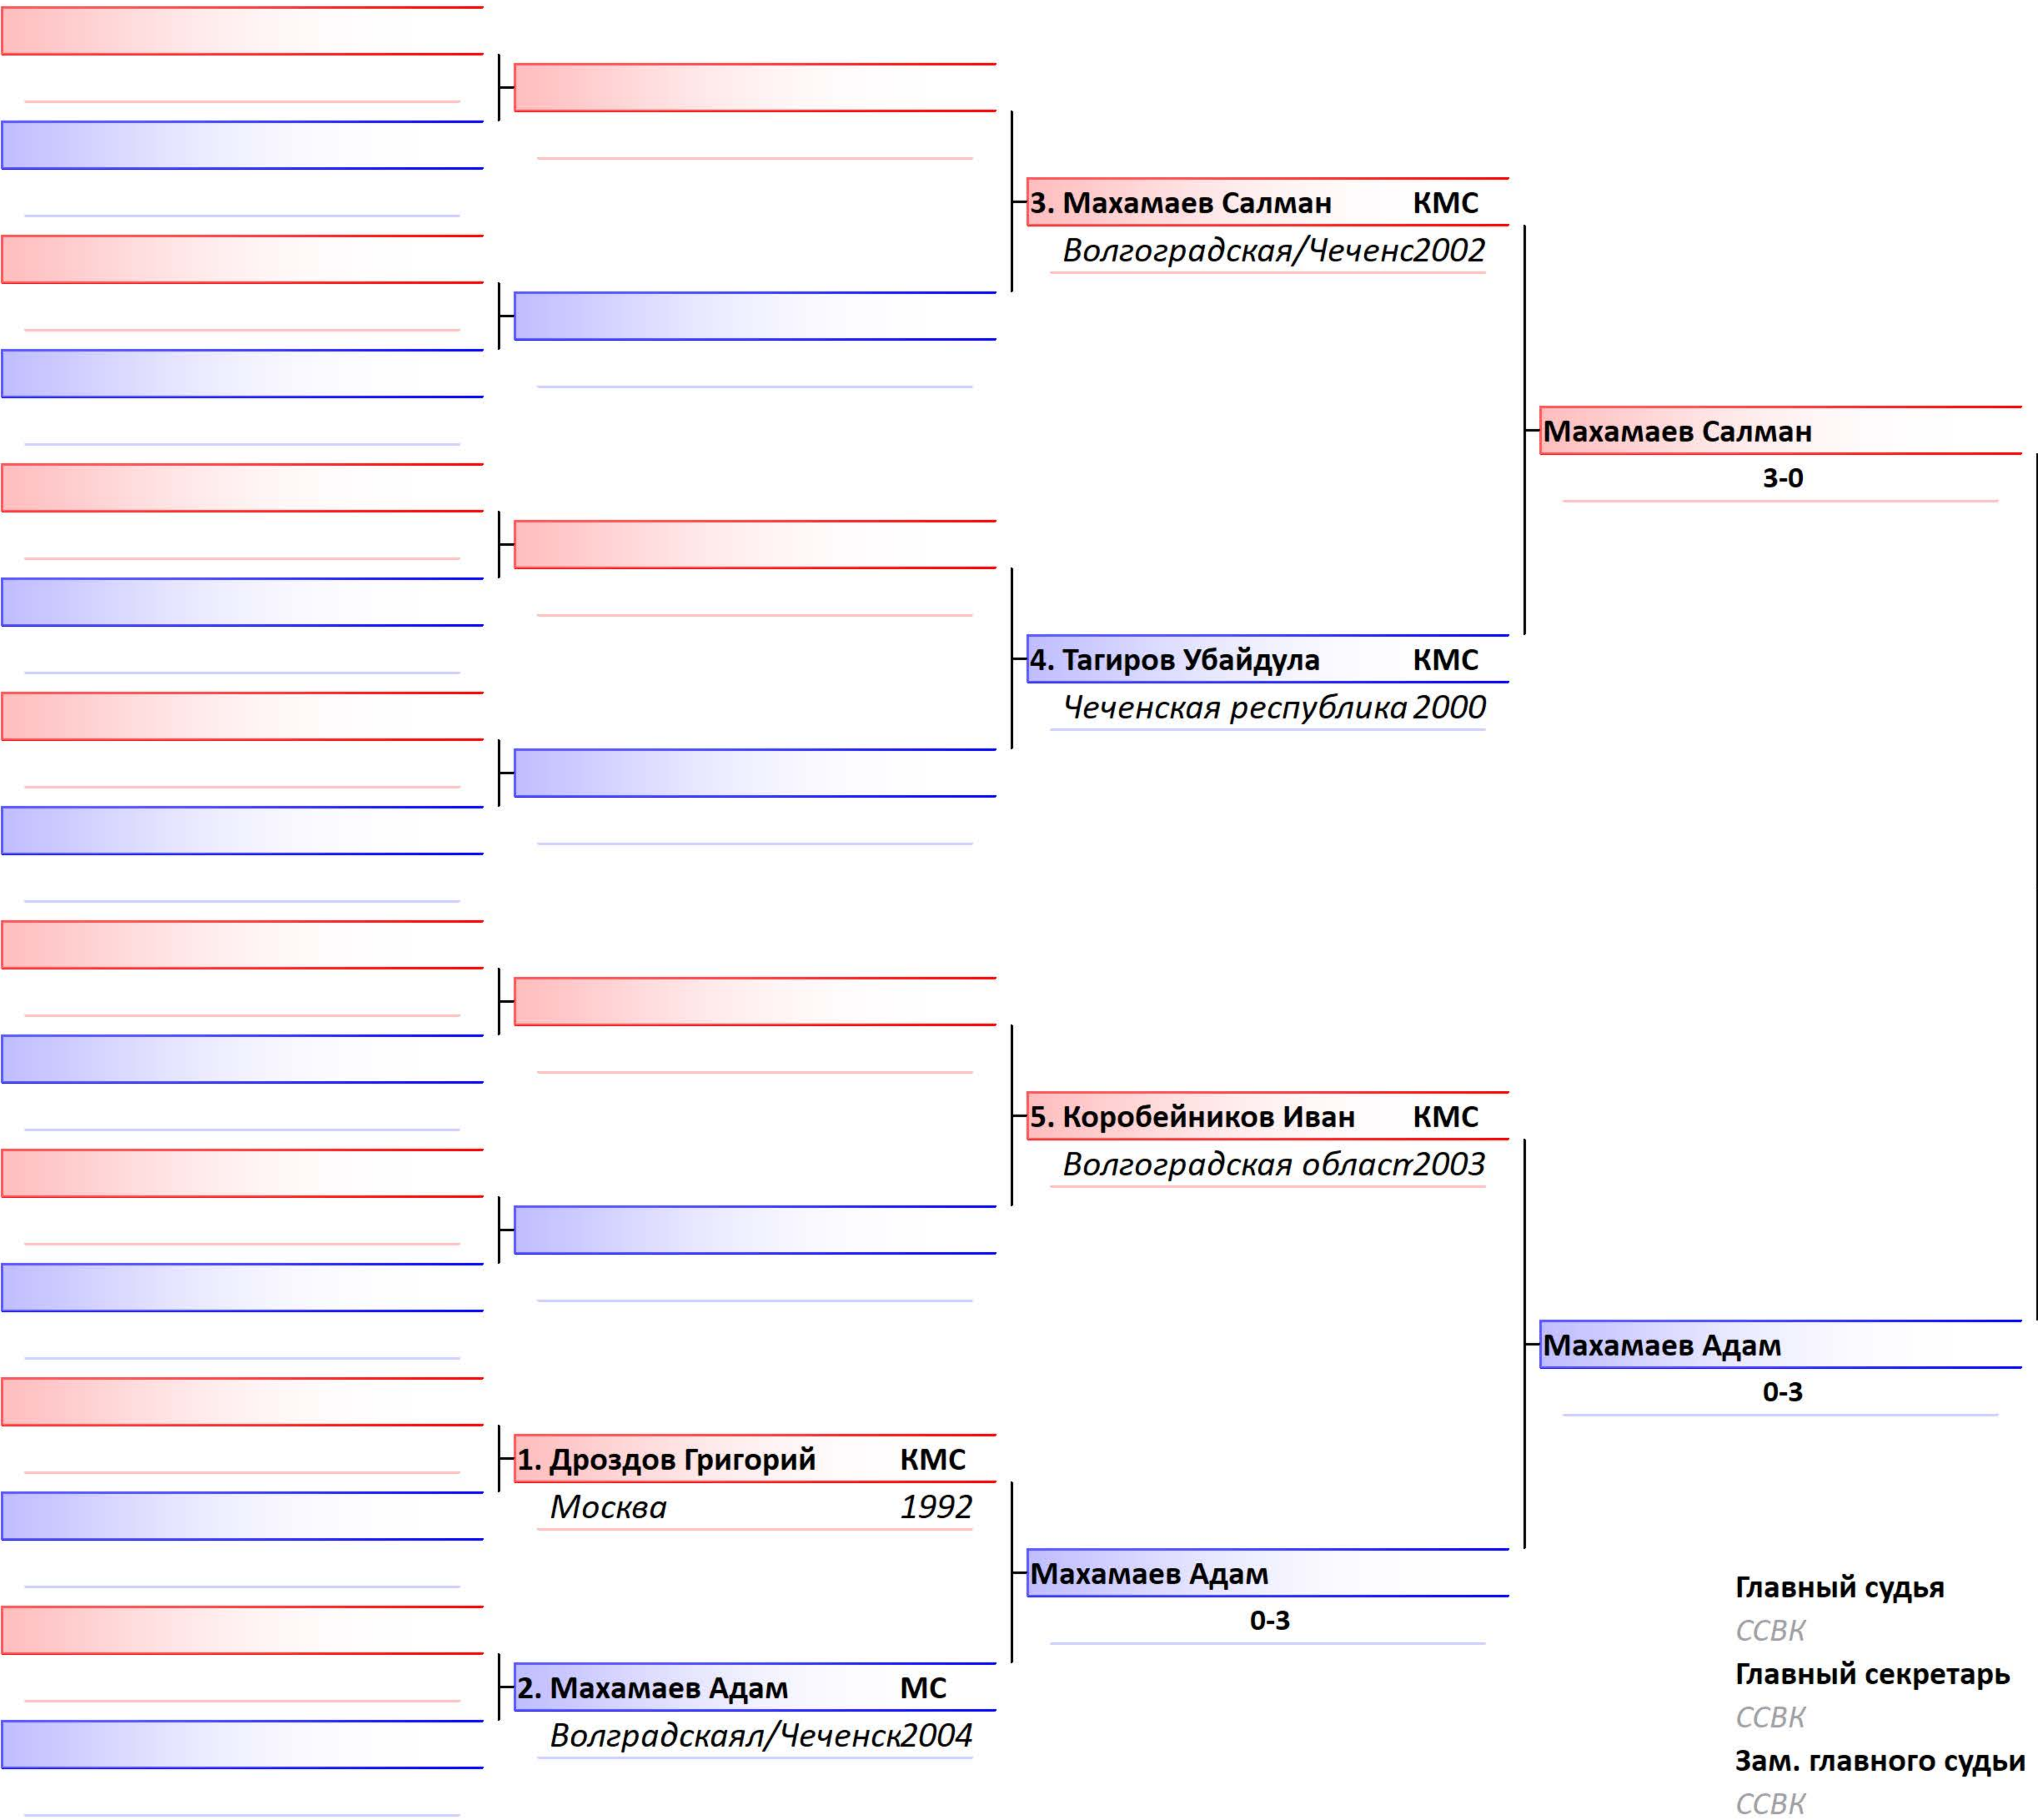 3. Махамаев Салман КМС
Волгоградская/Чеченс2002
Махамаев Салман
3-0
4. Тагиров Убайдула КМС
Чеченская республика 2000
5. Коробейников Иван КМС
Волгоградская област2003
Махамаев Адам
0-3
1. Дроздов Григорий КМС
Москва 1992
Махамаев Адам
0-3
2. Махамаев Адам МС
Волградскаял/Чеченск2004
Главный судья
ССВК
Главный секретарь
ССВК
Зам. главного судьи
ССВК